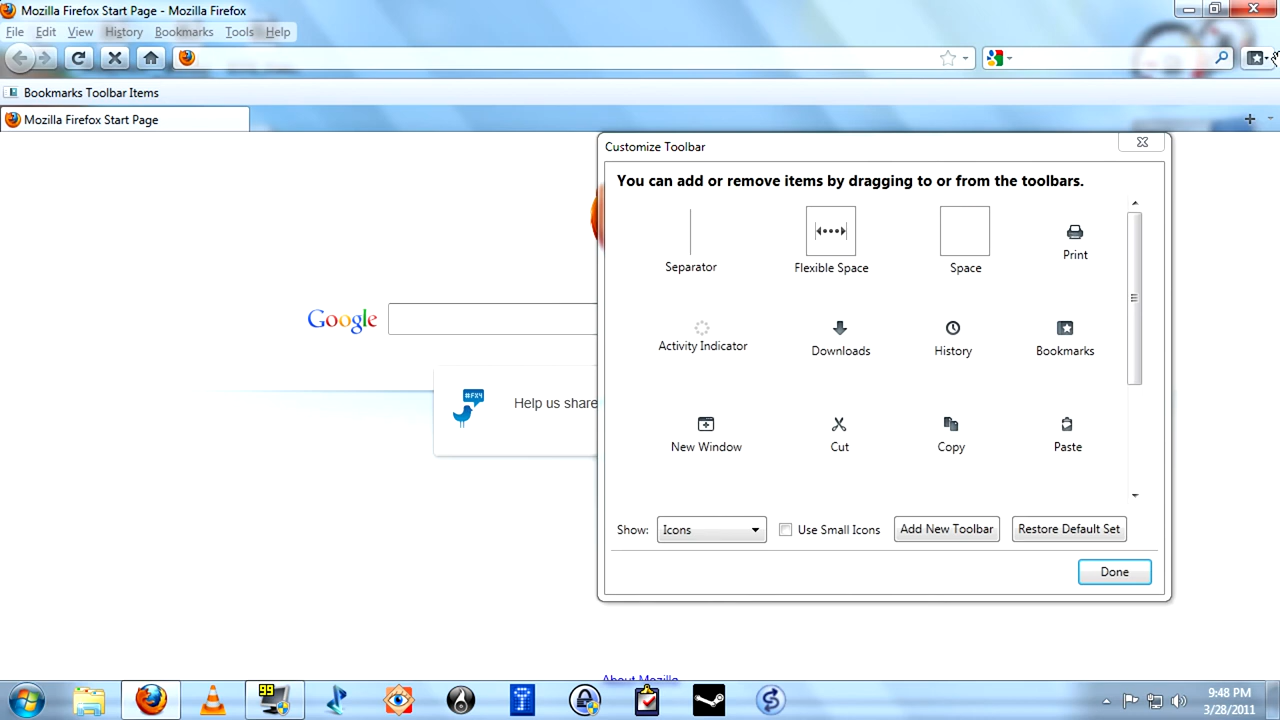 Mozilla Firefox Start Page - Mozilla Firefox
File Edit View History Bookmarks Tools Help
Bookmarks Toolbar Items
Mozilla Firefox Start Page
Customize Toolbar
You can add or remove items by dragging to or from the toolbars.
Separator Flexible Space Space Print
Activity Indicator Downloads History Bookmarks
New Window Cut Copy Paste
Show: Icons Use Small Icons Add New Toolbar Restore Default Set
Done
Google
#FX4
Help us share
About Mozilla
99
9:48 PM
3/28/2011